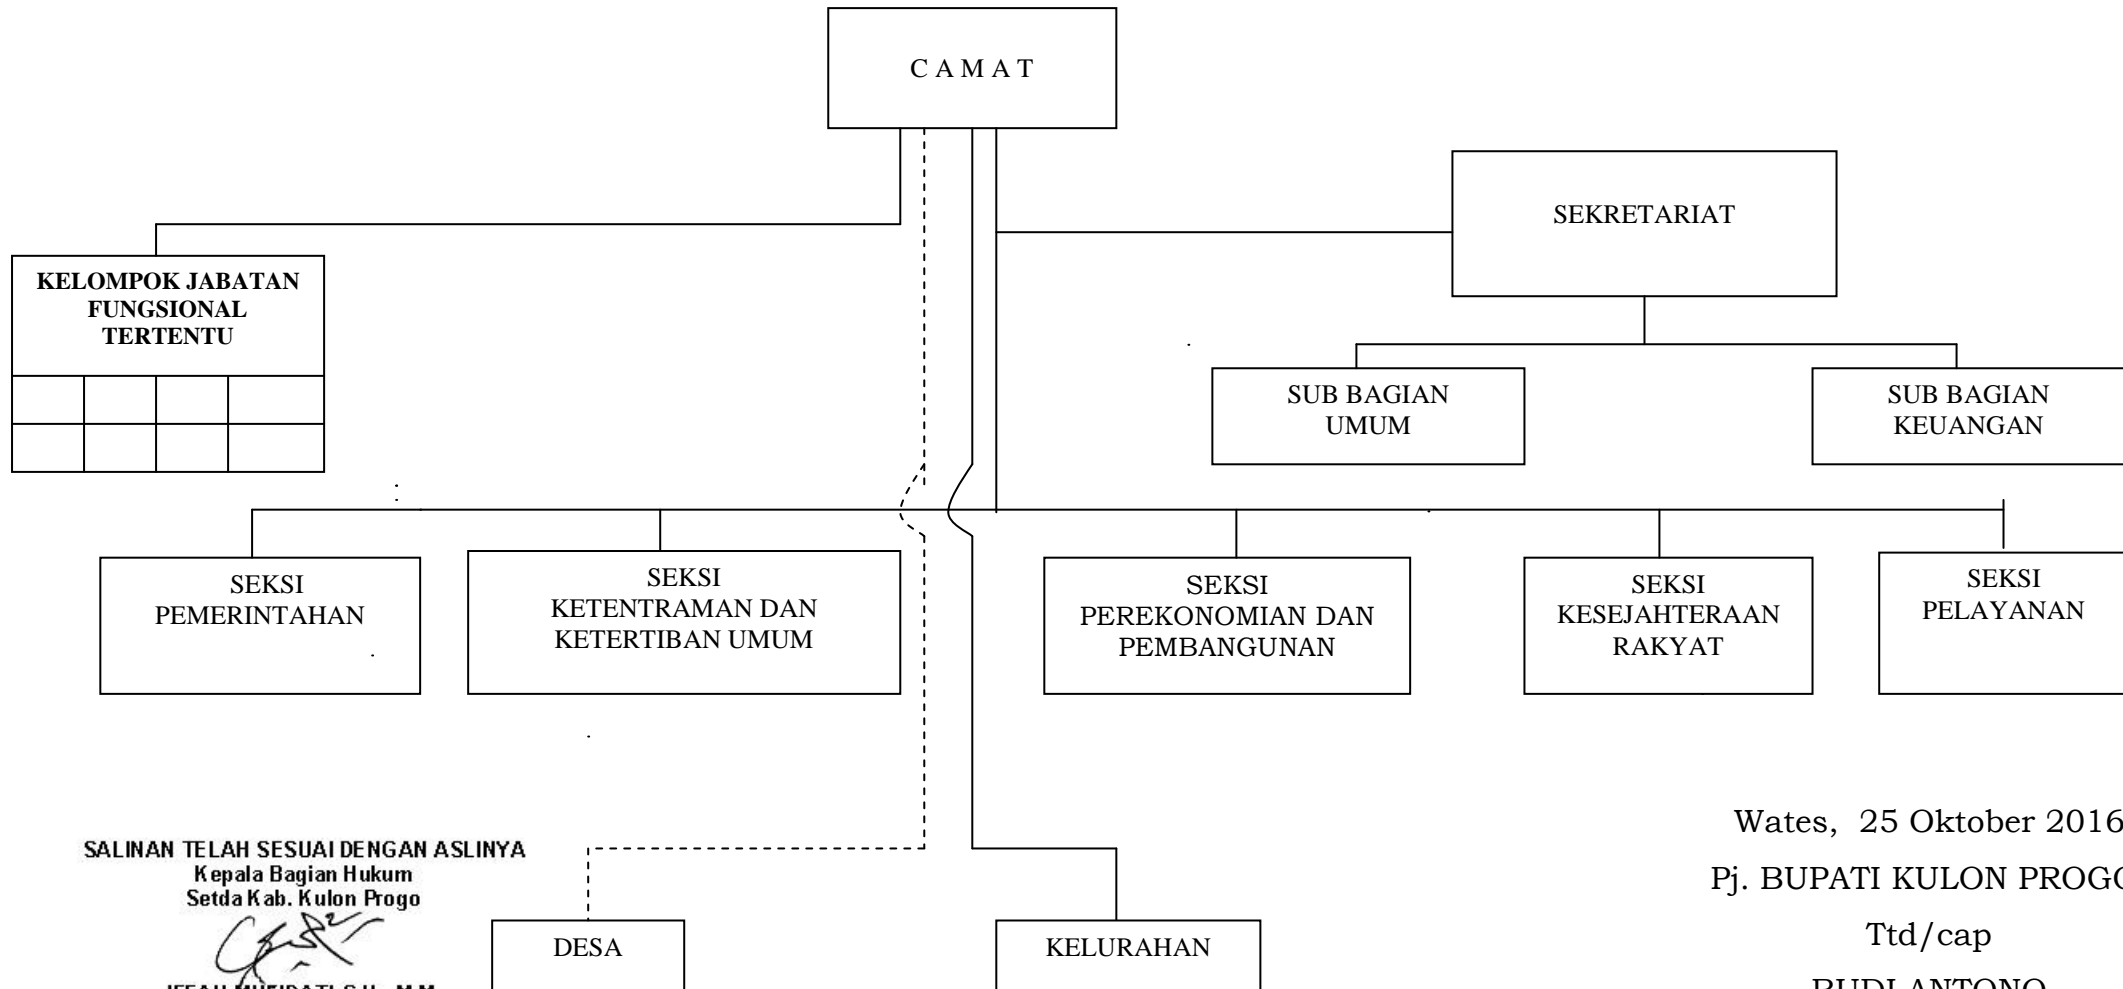 C A M A T
SEKRETARIAT
KELOMPOK JABATAN
FUNGSIONAL
TERTENTU
SUB BAGIAN
UMUM
SUB BAGIAN
KEUANGAN
SEKSI
PEMERINTAHAN
SEKSI
KETENTRAMAN DAN
KETERTIBAN UMUM
SEKSI
PEREKONOMIAN DAN
PEMBANGUNAN
SEKSI
KESEJAHTERAAN
RAKYAT
SEKSI
PELAYANAN
SALINAN TELAH SESUAI DENGAN ASLINYA
Kepala Bagian Hukum
Setda Kab. Kulon Progo
DESA
KELURAHAN
Wates, 25 Oktober 2016
Pj. BUPATI KULON PROGO
Ttd/cap
BUDI ANTONO